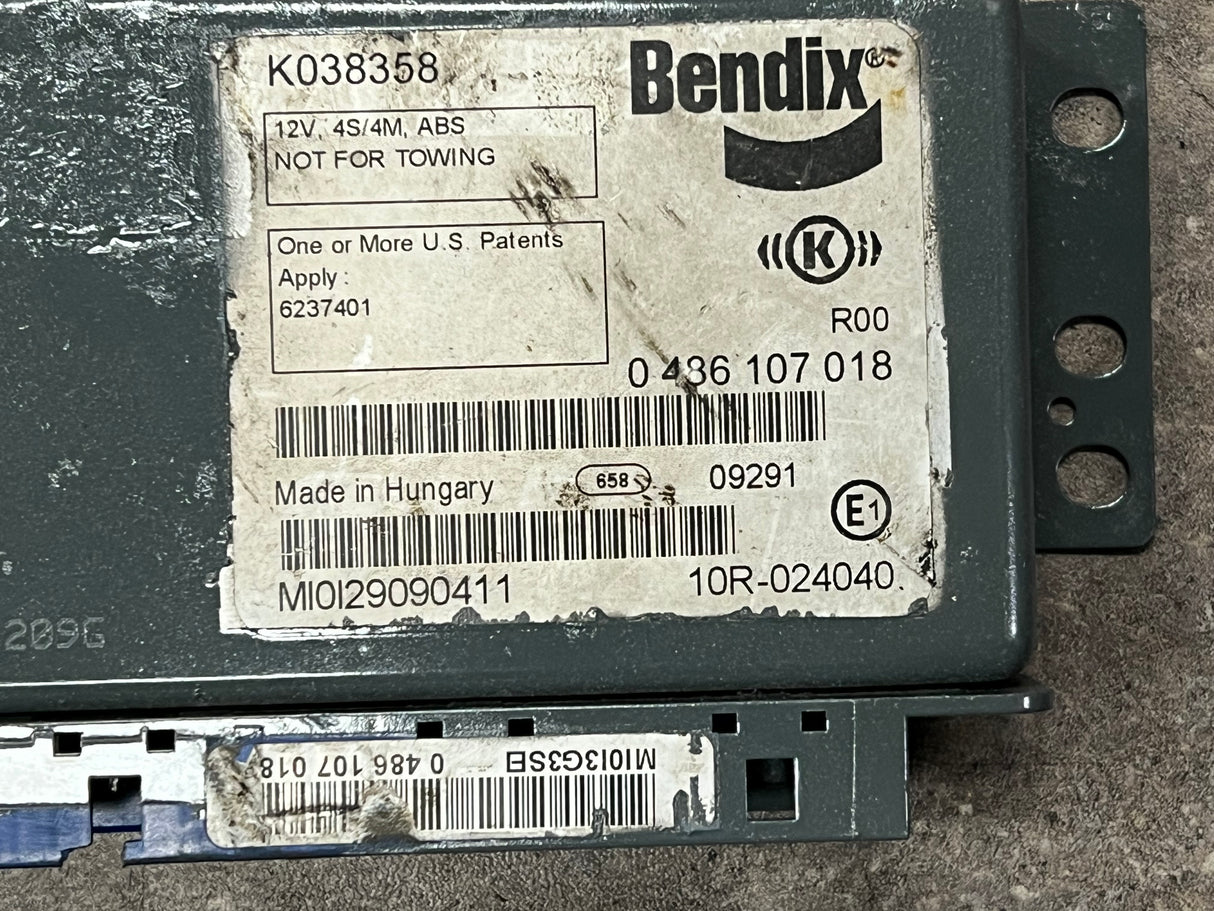 K038358
Bendix®
12V, 4S/4M, ABS
NOT FOR TOWING
One or More U.S. Patents
Apply :
6237401
K
R00
0 486 107 018
Made in Hungary
658
09291
E1
MI0I29090411
10R-024040.
209G
0 486 107 018